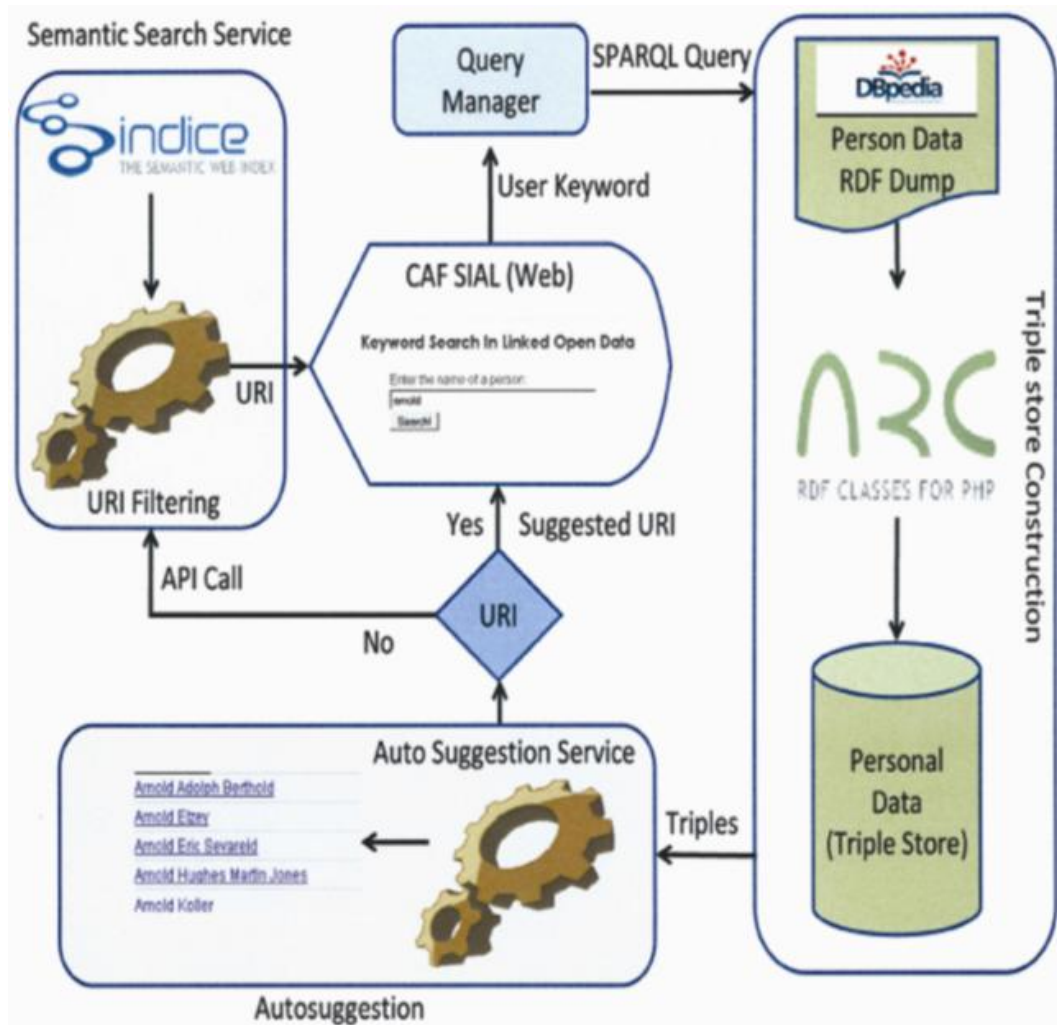 Semantic Search Service
Sindice
THE SEMANTIC WEB INDEX
URI Filtering
URI
API Call
Query
Manager
SPARQL Query
User Keyword
CAF SIAL (Web)
Keyword Search In Linked Open Data
Enter the name of a person:
arnold
Search!
Yes
Suggested URI
URI
No
DBpedia
Person Data
RDF Dump
ARC
RDF CLASSES FOR PHP
Triple store Construction
Personal
Data
(Triple Store)
Triples
Auto Suggestion Service
Arnold Adolph Berthold
Arnold Elzey
Arnold Eric Sevareid
Arnold Hughes Martin Jones
Arnold Koller
Autosuggestion